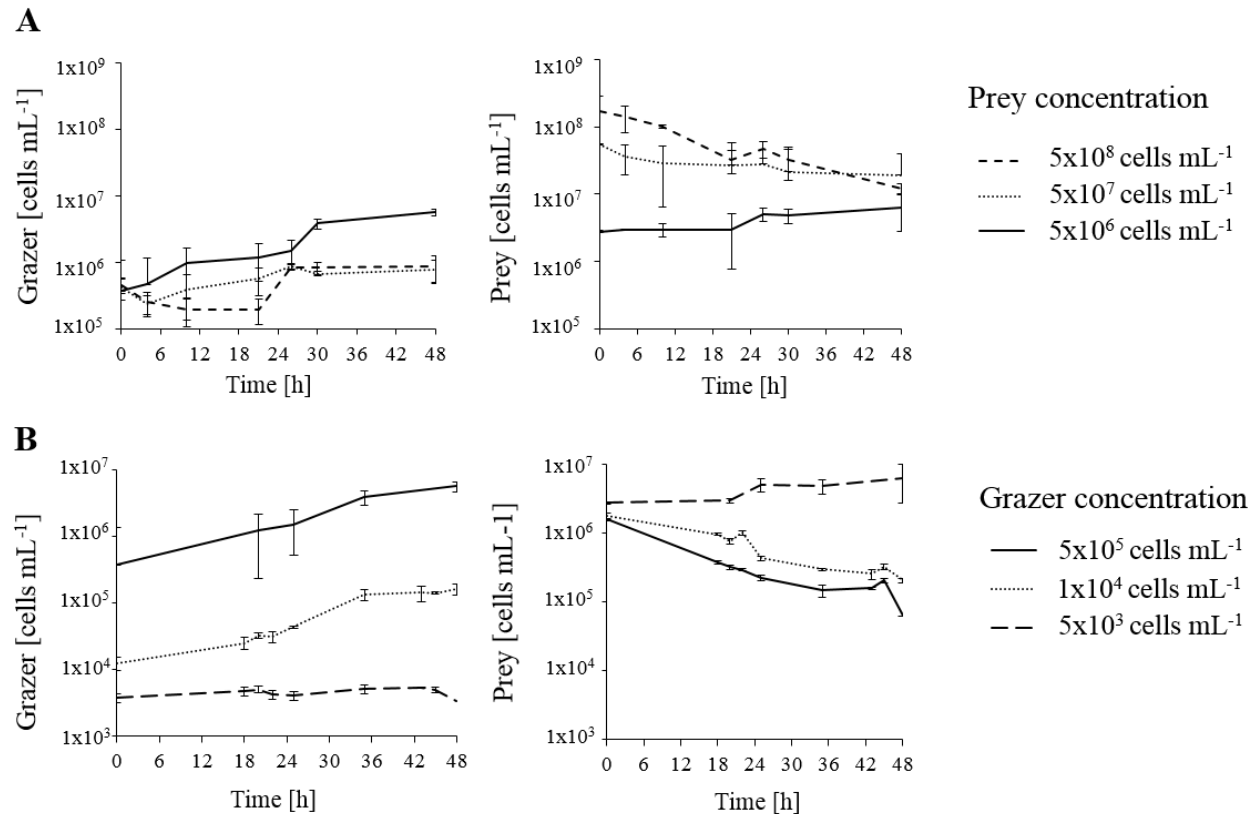 A
Grazer [cells mL⁻¹]
1x10⁹
1x10⁸
1x10⁷
1x10⁶
1x10⁵
0 6 12 18 24 30 36 42 48
Time [h]
Prey [cells mL⁻¹]
1x10⁹
1x10⁸
1x10⁷
1x10⁶
1x10⁵
0 6 12 18 24 30 36 42 48
Time [h]
Prey concentration
5x10⁸ cells mL⁻¹
5x10⁷ cells mL⁻¹
5x10⁶ cells mL⁻¹
B
Grazer [cells mL⁻¹]
1x10⁷
1x10⁶
1x10⁵
1x10⁴
1x10³
0 6 12 18 24 30 36 42 48
Time [h]
Prey [cells mL-1]
1x10⁷
1x10⁶
1x10⁵
1x10⁴
1x10³
0 6 12 18 24 30 36 42 48
Time [h]
Grazer concentration
5x10⁵ cells mL⁻¹
1x10⁴ cells mL⁻¹
5x10³ cells mL⁻¹